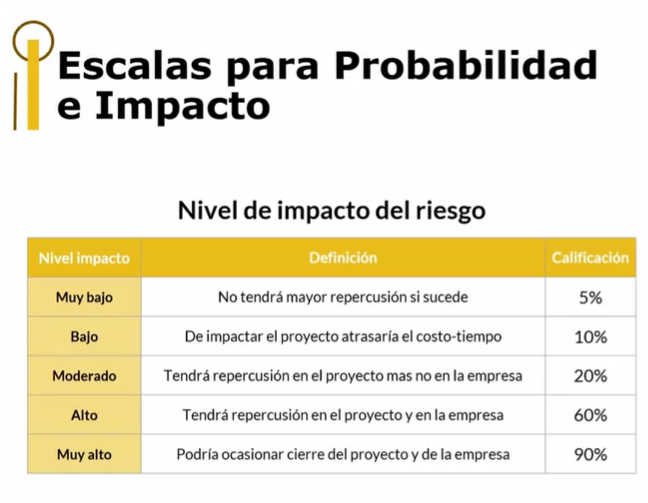 Escalas para Probabilidad
e Impacto
Nivel de impacto del riesgo
Nivel impacto Definición Calificación
Muy bajo No tendrá mayor repercusión si sucede 5%
Bajo De impactar el proyecto atrasaría el costo-tiempo 10%
Moderado Tendrá repercusión en el proyecto mas no en la empresa 20%
Alto Tendrá repercusión en el proyecto y en la empresa 60%
Muy alto Podría ocasionar cierre del proyecto y de la empresa 90%